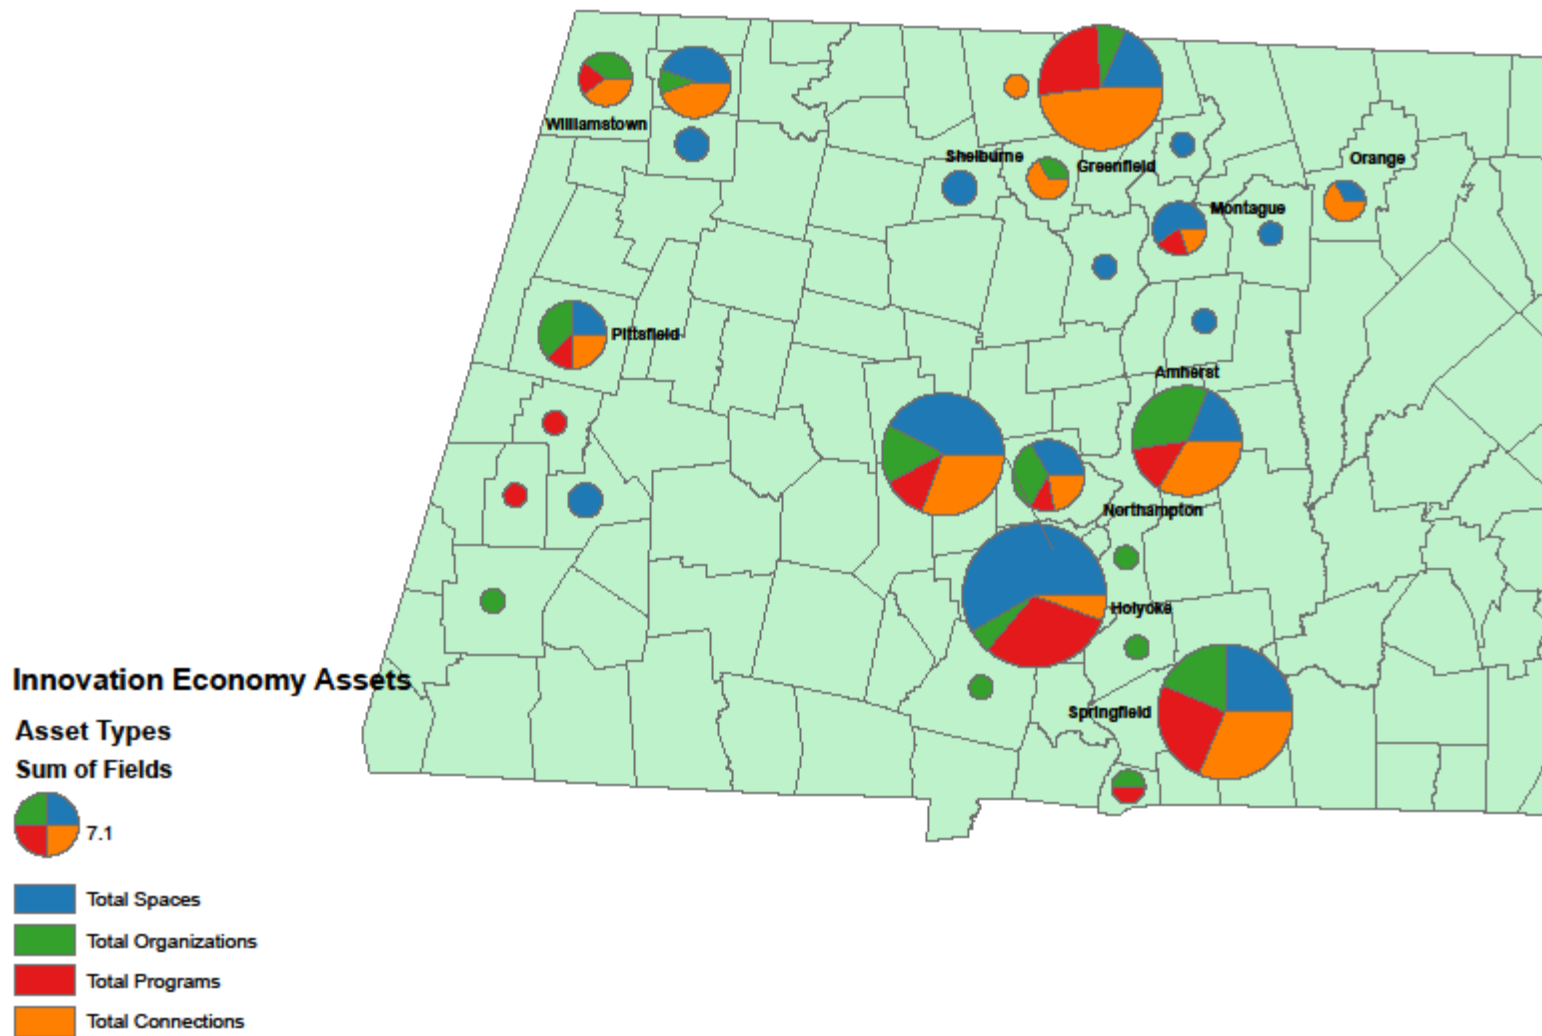 Williamstown
Shelburne
Greenfield
Orange
Montague
Pittsfield
Amherst
Northampton
Holyoke
Springfield
Innovation Economy Assets
Asset Types
Sum of Fields
7.1
Total Spaces
Total Organizations
Total Programs
Total Connections